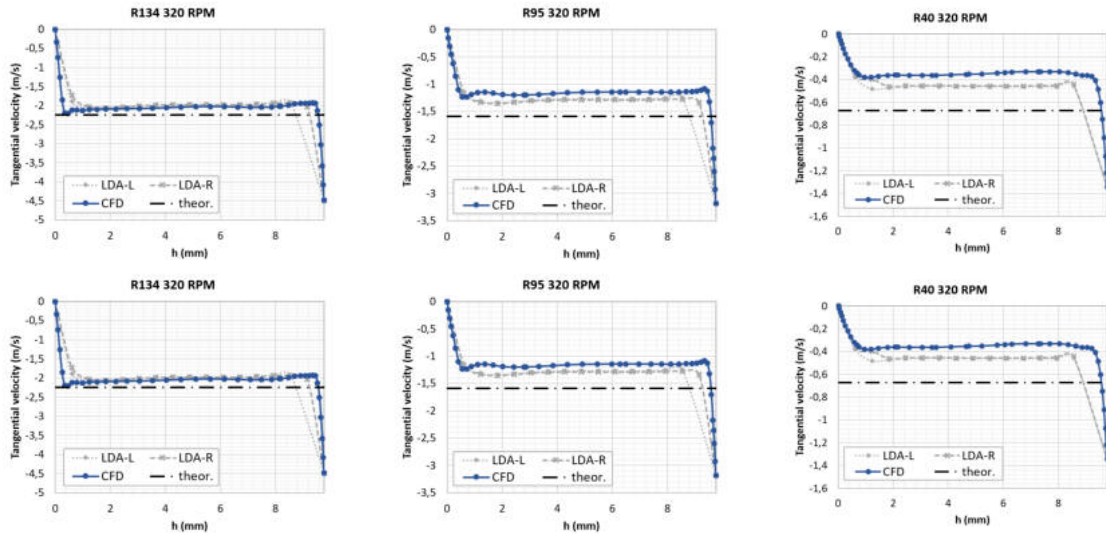 R134 320 RPM
Tangential velocity (m/s)
0
-0,5
-1
-1,5
-2
-2,5
-3
-3,5
-4
-4,5
-5
LDA-L
LDA-R
CFD
theor.
0 2 4 6 8
h (mm)
R95 320 RPM
Tangential velocity (m/s)
0
-0,5
-1
-1,5
-2
-2,5
-3
-3,5
LDA-L
LDA-R
CFD
theor.
0 2 4 6 8
h (mm)
R40 320 RPM
Tangential velocity (m/s)
0
-0,2
-0,4
-0,6
-0,8
-1
-1,2
-1,4
-1,6
LDA-L
LDA-R
CFD
theor.
0 2 4 6 8
h (mm)
R134 320 RPM
Tangential velocity (m/s)
0
-0,5
-1
-1,5
-2
-2,5
-3
-3,5
-4
-4,5
-5
LDA-L
LDA-R
CFD
theor.
0 2 4 6 8
h (mm)
R95 320 RPM
Tangential velocity (m/s)
0
-0,5
-1
-1,5
-2
-2,5
-3
-3,5
LDA-L
LDA-R
CFD
theor.
0 2 4 6 8
h (mm)
R40 320 RPM
Tangential velocity (m/s)
0
-0,2
-0,4
-0,6
-0,8
-1
-1,2
-1,4
-1,6
LDA-L
LDA-R
CFD
theor.
0 2 4 6 8
h (mm)